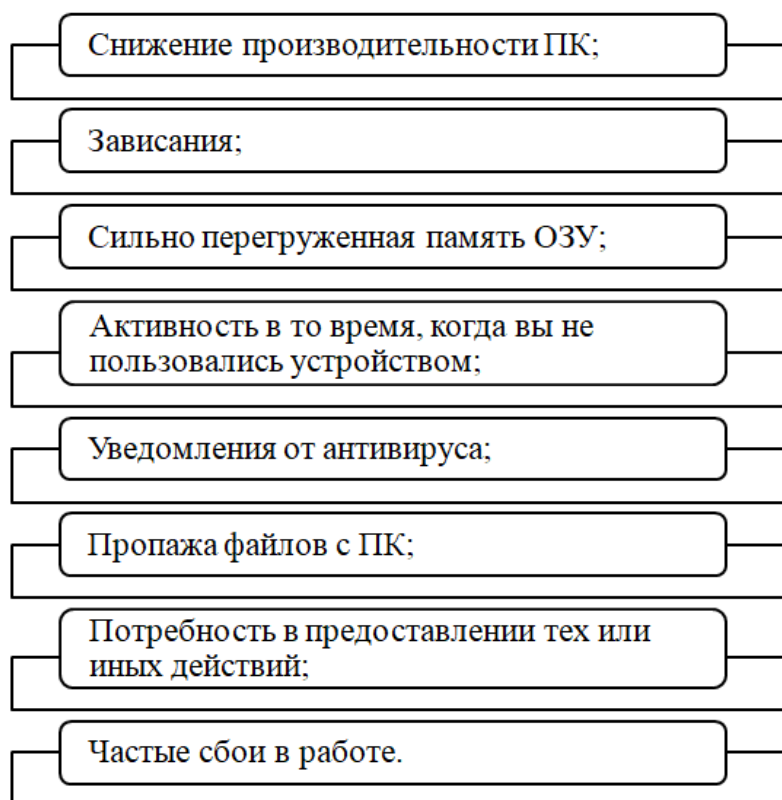 Снижение производительности ПК;
Зависания;
Сильно перегруженная память ОЗУ;
Активность в то время, когда вы не
пользовались устройством;
Уведомления от антивируса;
Пропажа файлов с ПК;
Потребность в предоставлении тех или
иных действий;
Частые сбои в работе.